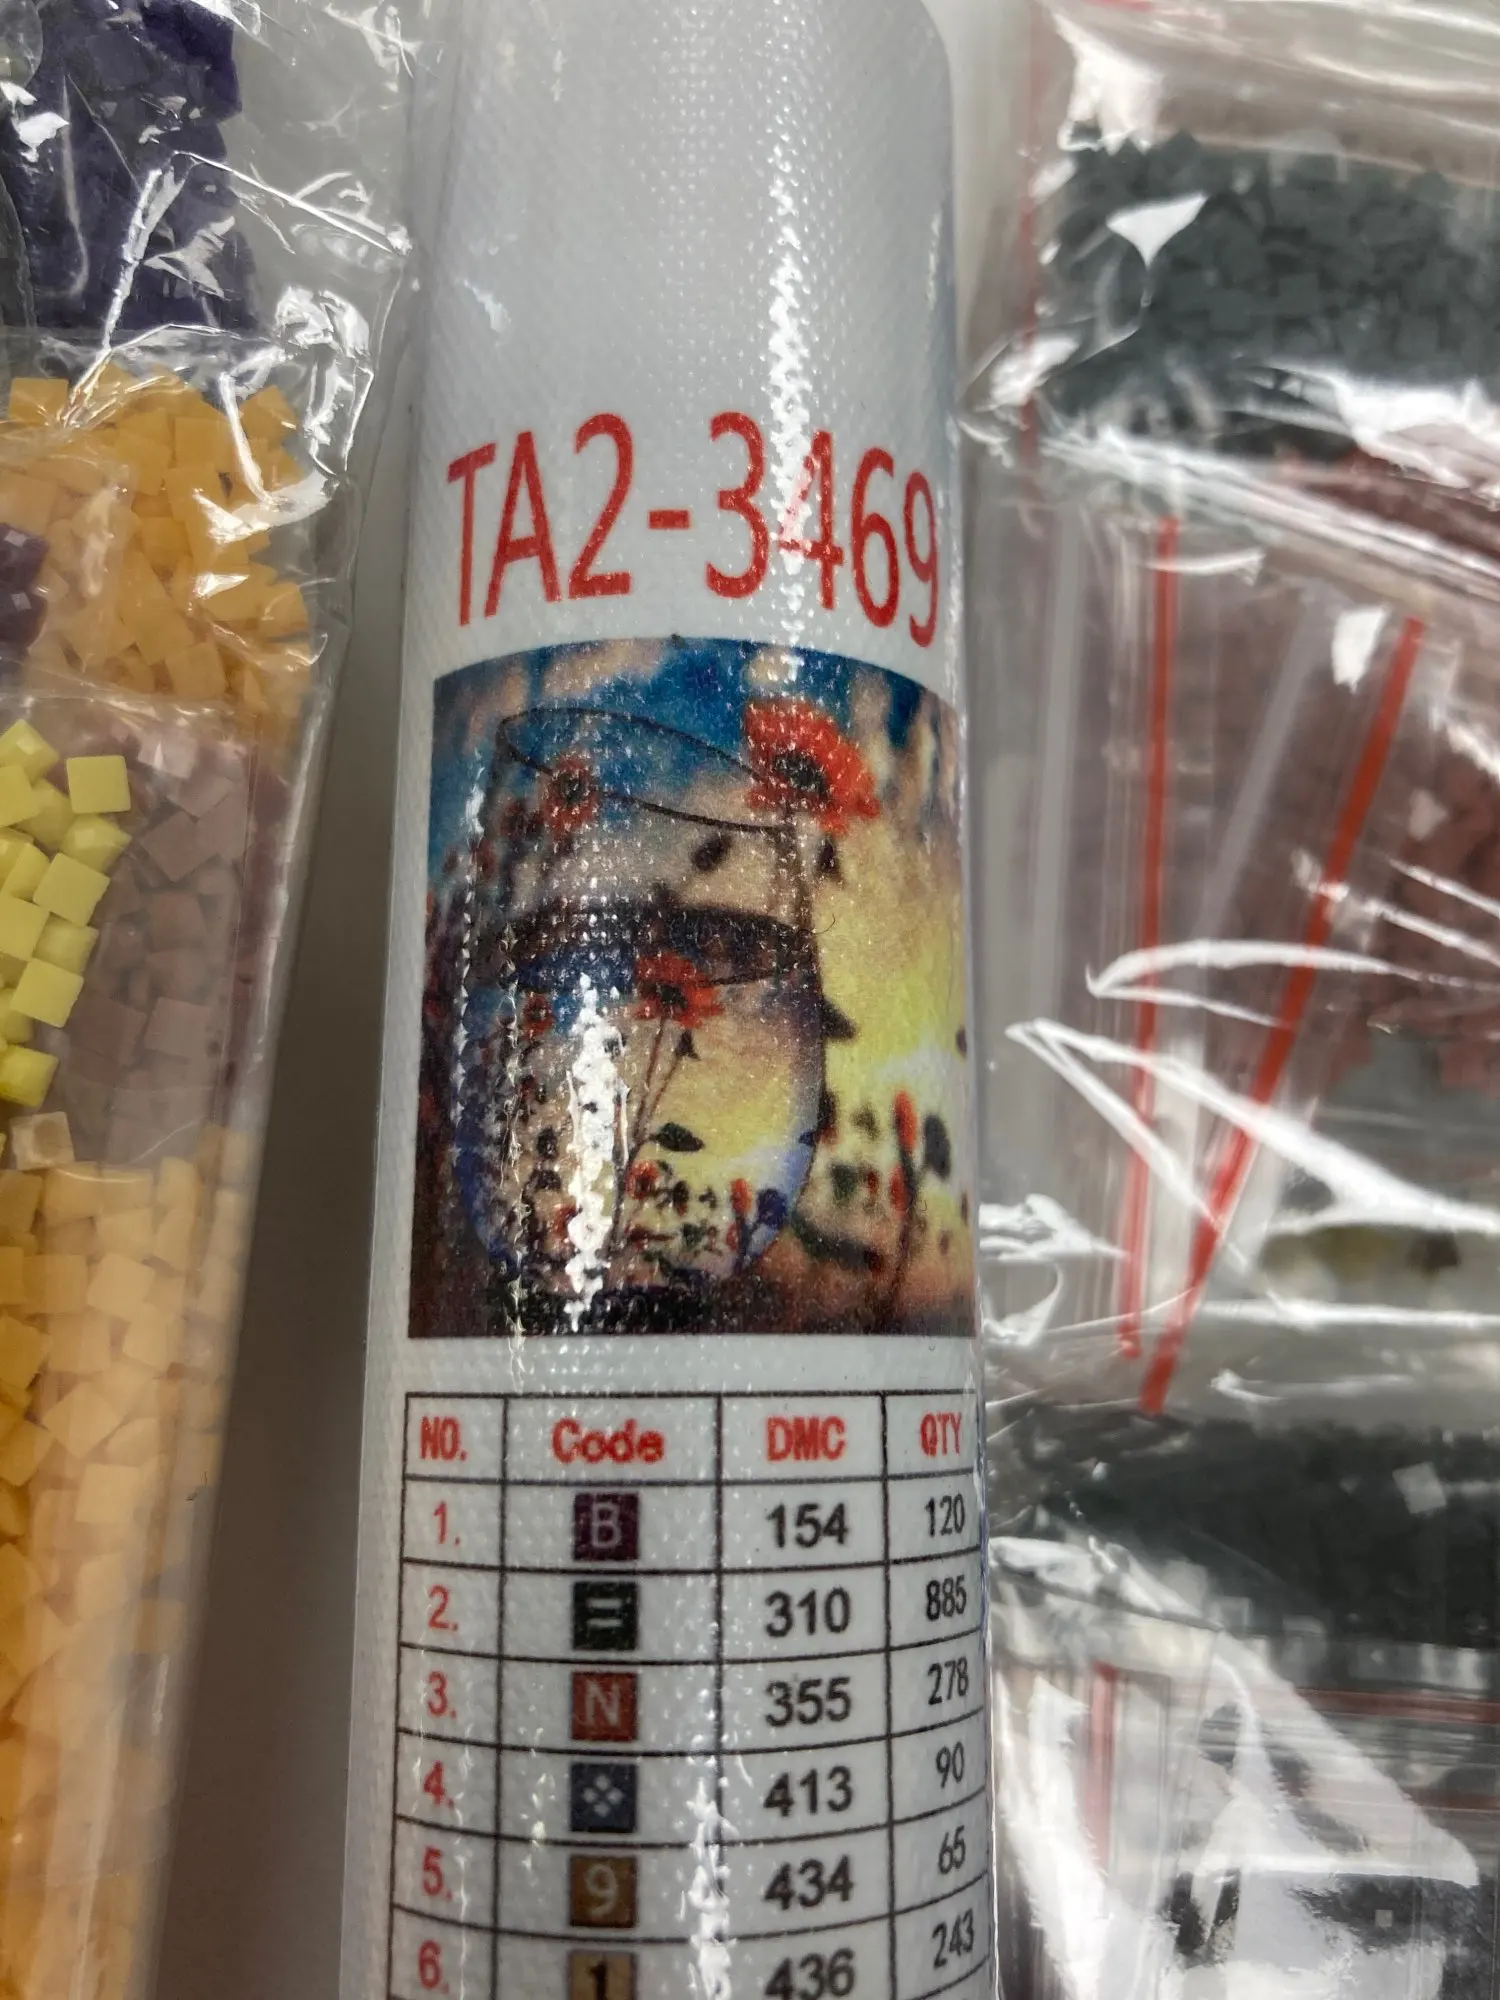 TA2-3469
NO. Code DMC QTY
1. B 154 120
2. = 310 885
3. N 355 278
4. ❖ 413 90
5. 9 434 65
6. 1 436 243